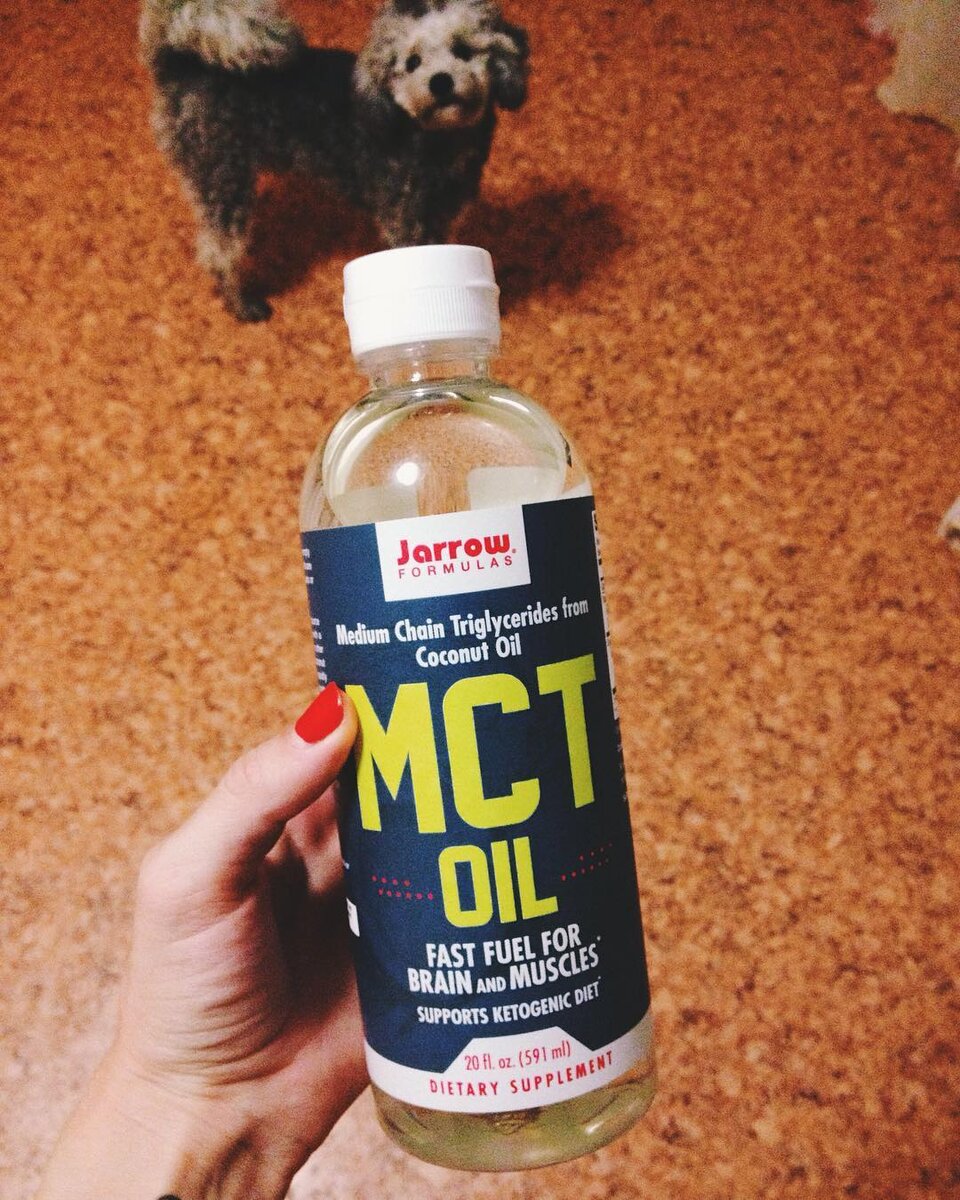 Jarrow®
FORMULAS
Medium Chain Triglycerides from
Coconut Oil
MCT
OIL
FAST FUEL FOR
BRAIN AND MUSCLES*
SUPPORTS KETOGENIC DIET*
20 fl. oz. (591 ml)
DIETARY SUPPLEMENT